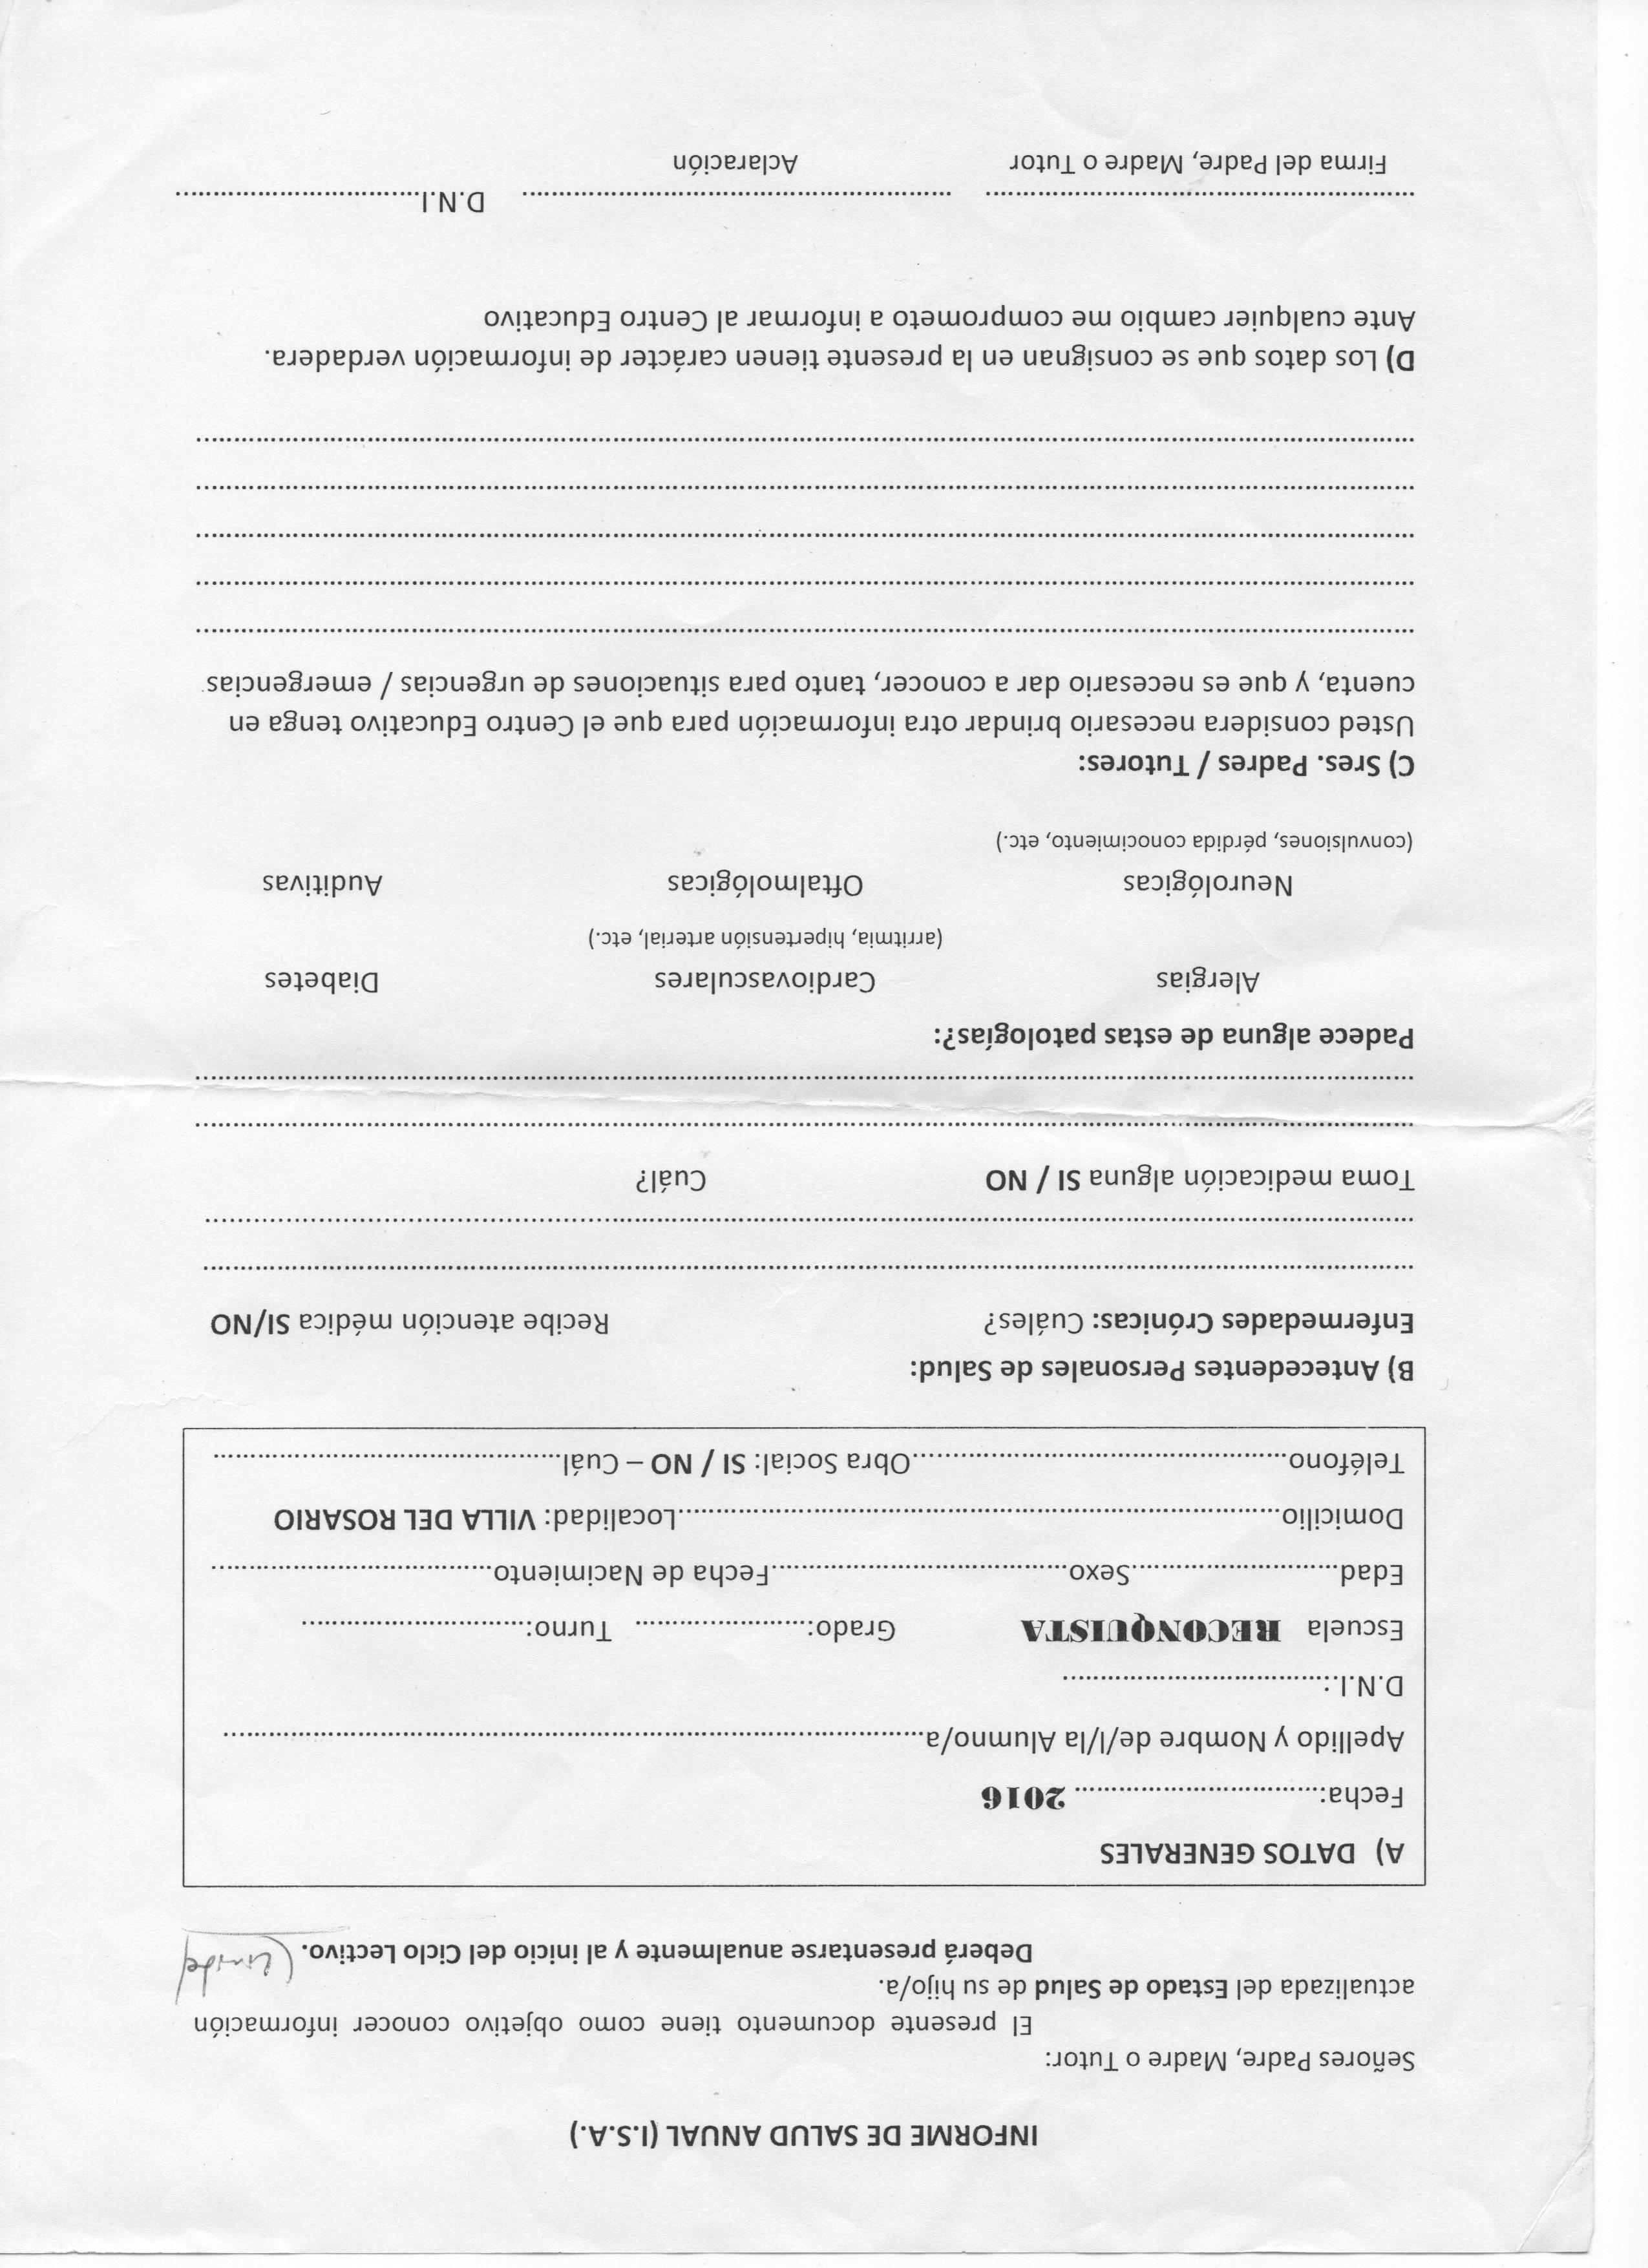 INFORME DE SALUD ANUAL (I.S.A.)
Señores Padre, Madre o Tutor:
El presente documento tiene como objetivo conocer información
actualizada del Estado de Salud de su hijo/a.
Deberá presentarse anualmente y al inicio del Ciclo Lectivo.
A) DATOS GENERALES
Fecha:................................. 2016
Apellido y Nombre de/l/la Alumno/a...............................................................................................
D.N.I.:...................................
Escuela RECONQUISTA Grado:....................... Turno:..............................
Edad............................Sexo........................................Fecha de Nacimiento......................................
Domicilio..................................................................................Localidad: VILLA DEL ROSARIO
Teléfono...................................................Obra Social: SI / NO – Cuál...............................................
B) Antecedentes Personales de Salud:
Enfermedades Crónicas: Cuáles? Recibe atención médica SI/NO
....................................................................................................................................................................
....................................................................................................................................................................
Toma medicación alguna SI / NO Cuál?
....................................................................................................................................................................
....................................................................................................................................................................
Padece alguna de estas patologías?:
Alergias Cardiovasculares Diabetes
(arritmia, hipertensión arterial, etc.)
Neurológicas Oftalmológicas Auditivas
(convulsiones, pérdida conocimiento, etc.)
C) Sres. Padres / Tutores:
Usted considera necesario brindar otra información para que el Centro Educativo tenga en
cuenta, y que es necesario dar a conocer, tanto para situaciones de urgencias / emergencias
....................................................................................................................................................................
....................................................................................................................................................................
....................................................................................................................................................................
....................................................................................................................................................................
....................................................................................................................................................................
D) Los datos que se consignan en la presente tienen carácter de información verdadera.
Ante cualquier cambio me comprometo a informar al Centro Educativo
.......................................................... .......................................................... D.N.I.................................
Firma del Padre, Madre o Tutor Aclaración